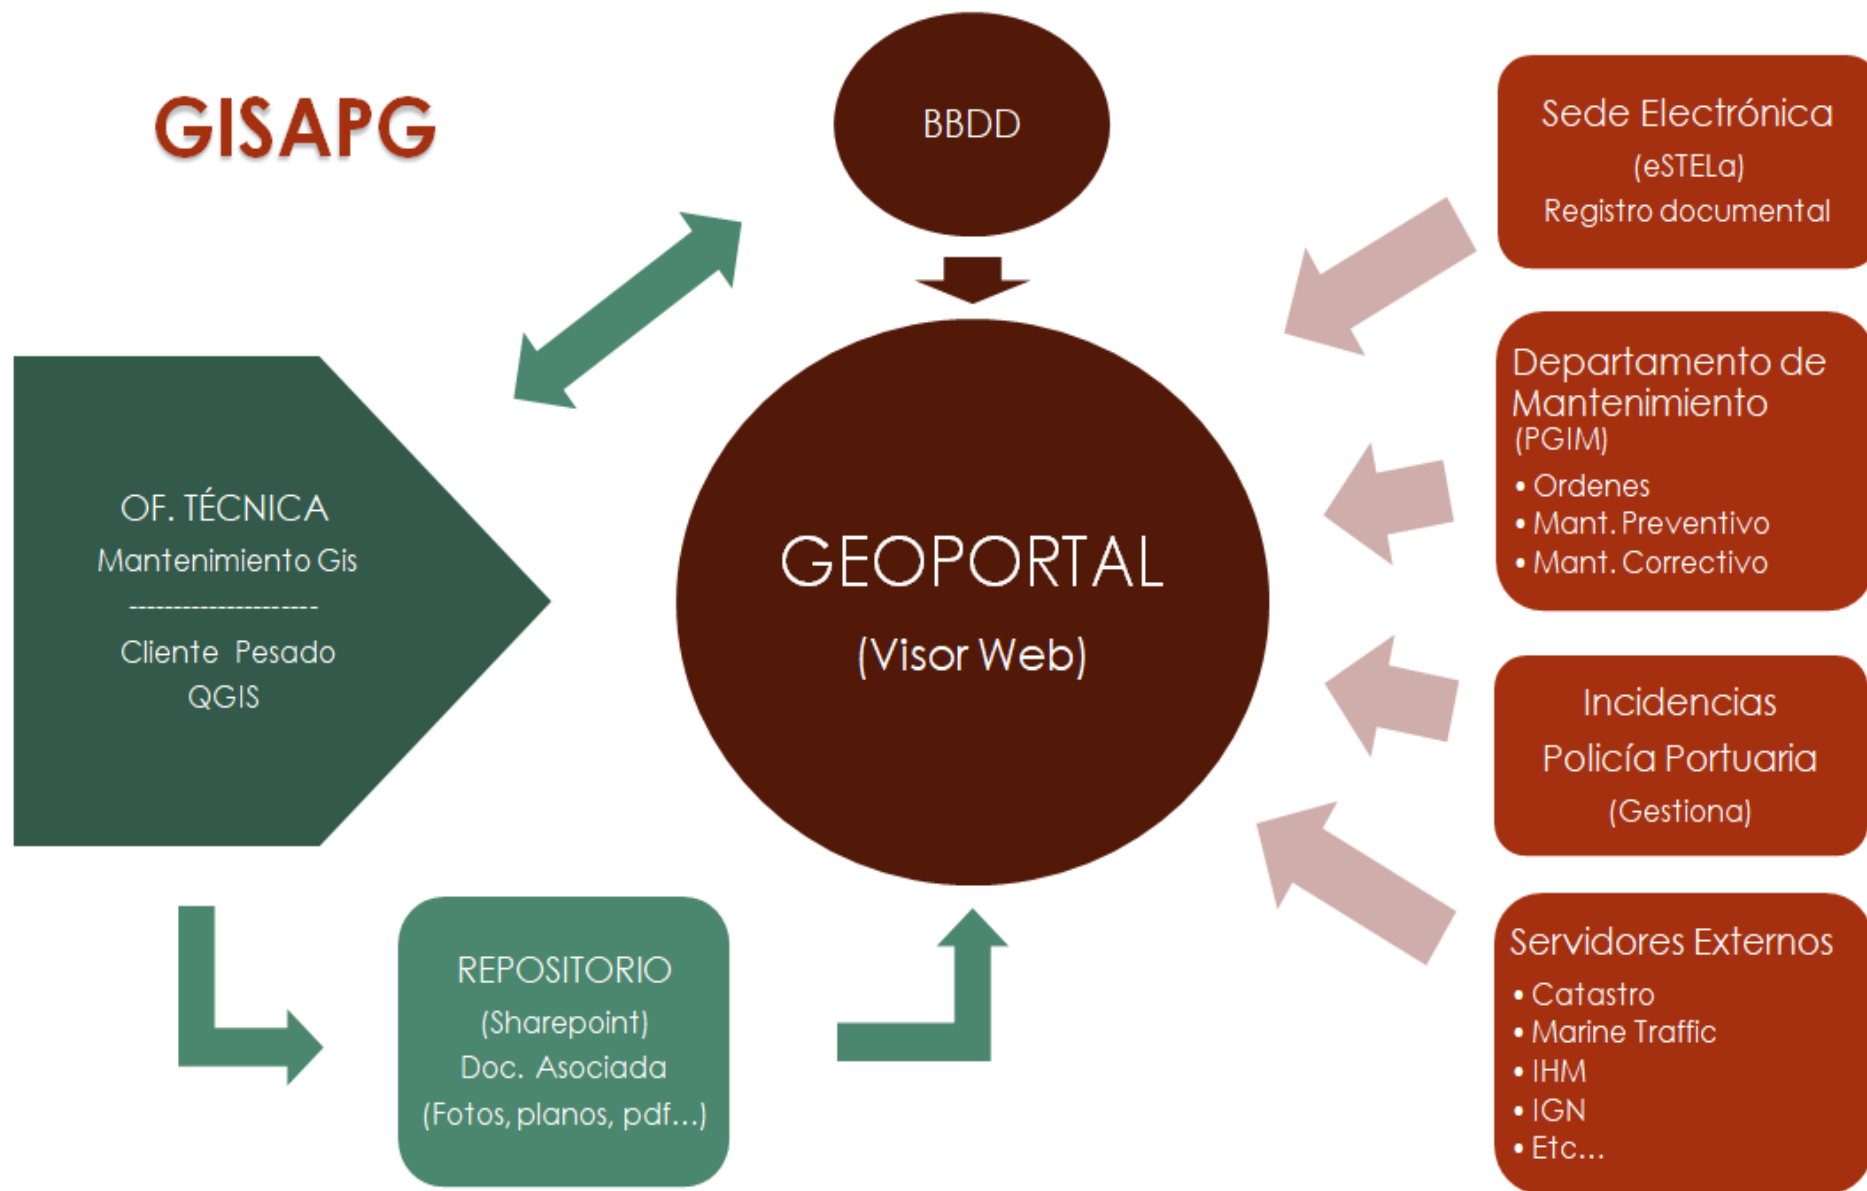 GISAPG
BBDD
Sede Electrónica
(eSTELa)
Registro documental
Departamento de
Mantenimiento
(PGIM)
• Ordenes
• Mant. Preventivo
• Mant. Correctivo
OF. TÉCNICA
Mantenimiento Gis
---------------------
Cliente Pesado
QGIS
GEOPORTAL
(Visor Web)
Incidencias
Policía Portuaria
(Gestiona)
REPOSITORIO
(Sharepoint)
Doc. Asociada
(Fotos, planos, pdf...)
Servidores Externos
• Catastro
• Marine Traffic
• IHM
• IGN
• Etc...